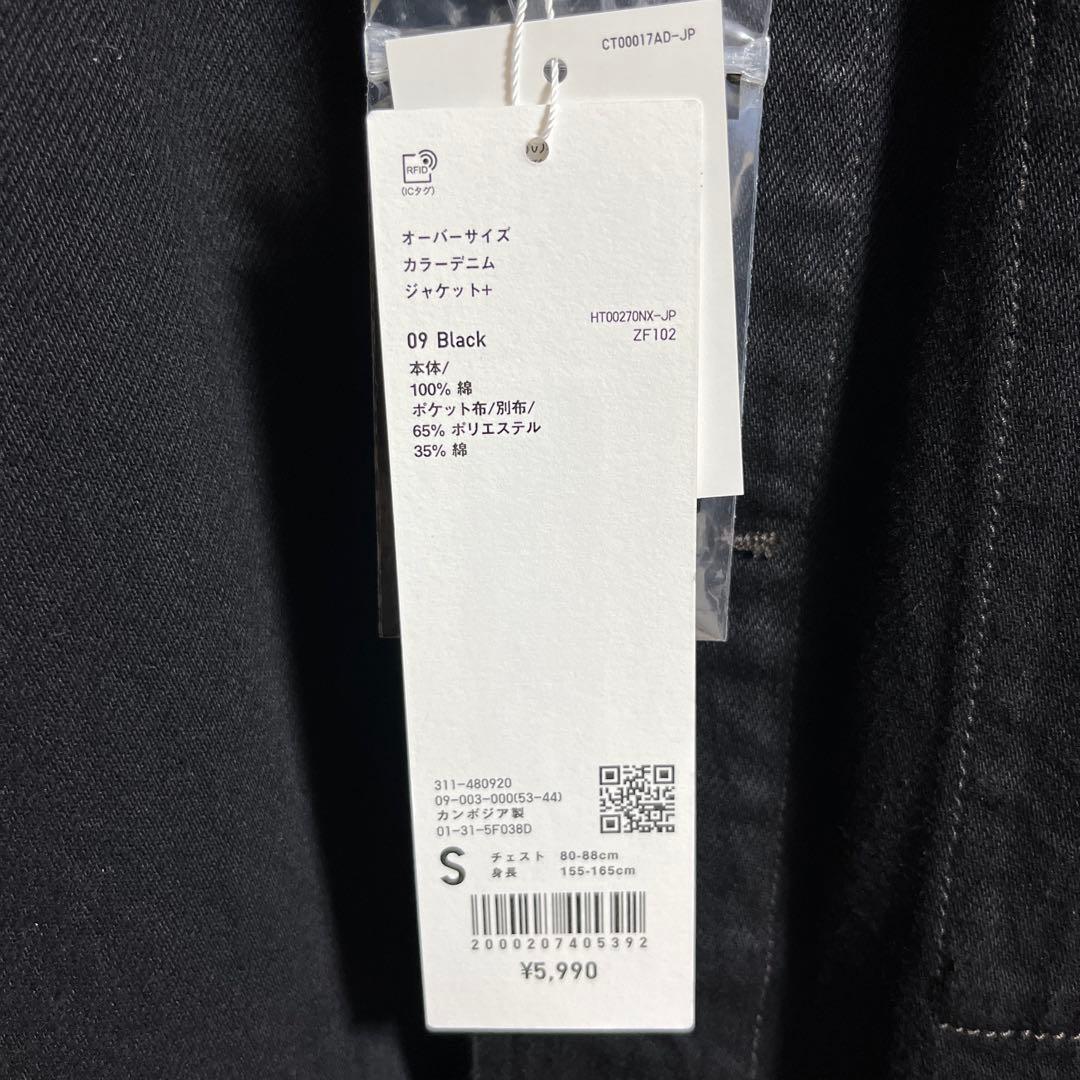 CT00017AD-JP
RFID
(ICタグ)
オーバーサイズ
カラーデニム
ジャケット+
HT00270NX-JP
09 Black
ZF102
本体/
100% 綿
ポケット布/別布/
65% ポリエステル
35% 綿
311-480920
09-003-000(53-44)
カンボジア製
01-31-5F038D
S チェスト 80-88cm
身長 155-165cm
2000207405392
¥5,990